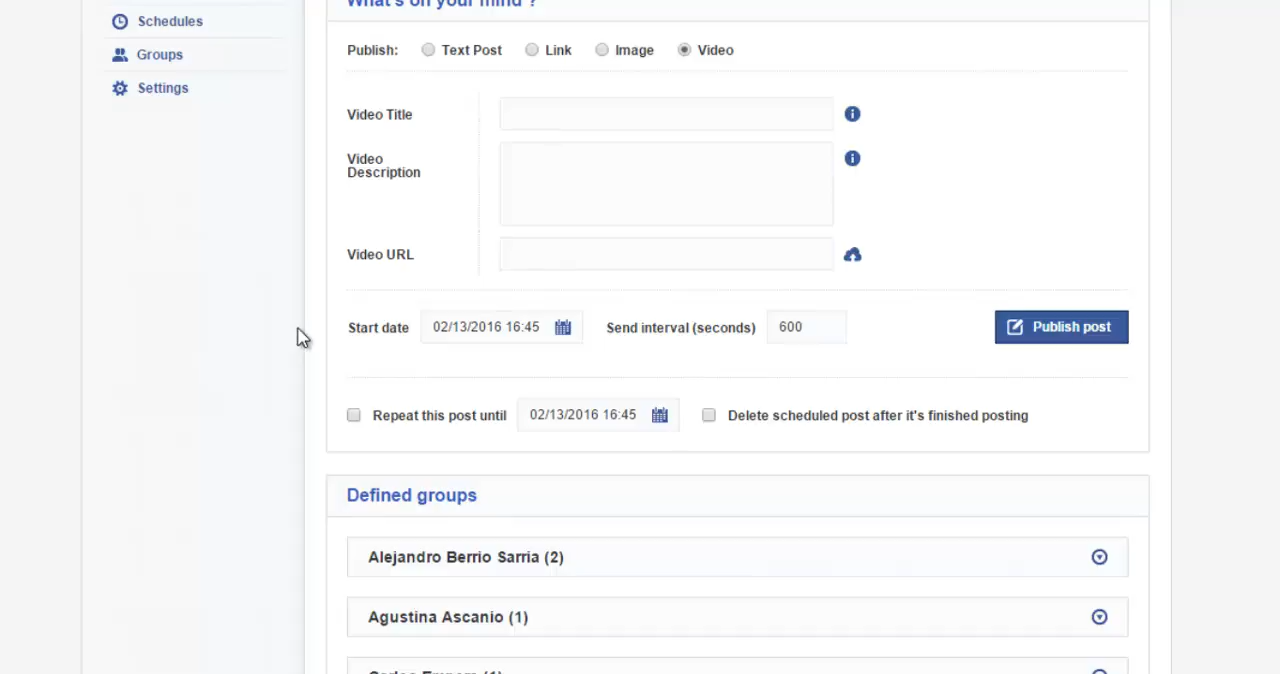 Schedules
Groups
Settings
What's on your mind ?
Publish: Text Post Link Image Video
Video Title
Video
Description
Video URL
Start date 02/13/2016 16:45 Send interval (seconds) 600 Publish post
Repeat this post until 02/13/2016 16:45 Delete scheduled post after it's finished posting
Defined groups
Alejandro Berrio Sarria (2)
Agustina Ascanio (1)